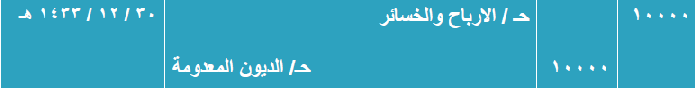 ١٠٠٠٠ حـ / الارباح والخسائر ٣٠ / ١٢ / ١٤٣٣ هـ
١٠٠٠٠ حـ/ الديون المعدومة